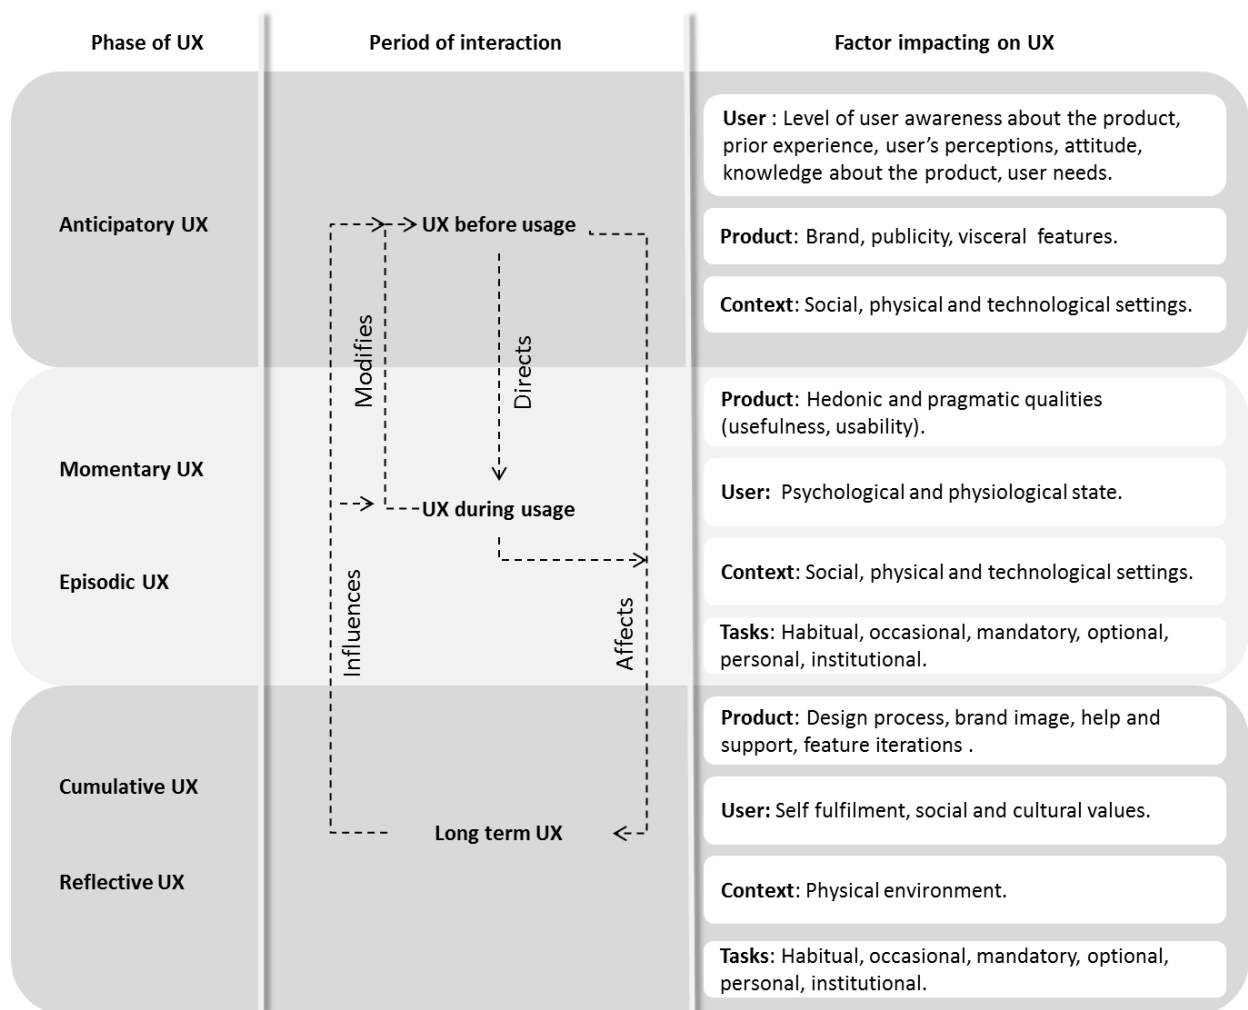 Phase of UX
Period of interaction
Factor impacting on UX
Anticipatory UX
UX before usage
Modifies
Directs
User : Level of user awareness about the product,
prior experience, user’s perceptions, attitude,
knowledge about the product, user needs.
Product: Brand, publicity, visceral features.
Context: Social, physical and technological settings.
Momentary UX
Episodic UX
UX during usage
Influences
Affects
Product: Hedonic and pragmatic qualities
(usefulness, usability).
User: Psychological and physiological state.
Context: Social, physical and technological settings.
Tasks: Habitual, occasional, mandatory, optional,
personal, institutional.
Cumulative UX
Reflective UX
Long term UX
Product: Design process, brand image, help and
support, feature iterations .
User: Self fulfilment, social and cultural values.
Context: Physical environment.
Tasks: Habitual, occasional, mandatory, optional,
personal, institutional.